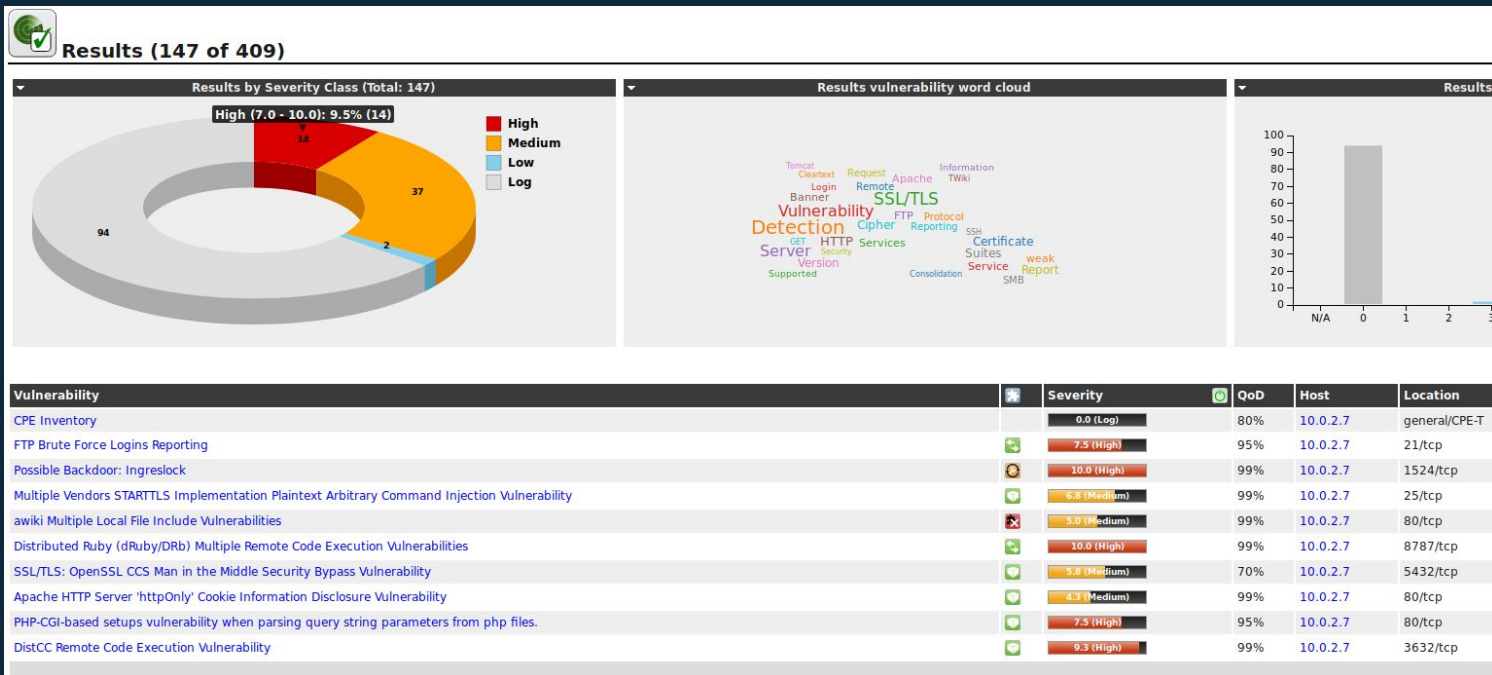 Results (147 of 409)
Results by Severity Class (Total: 147)
High (7.0 - 10.0): 9.5% (14)
14
37
2
94
High
Medium
Low
Log
Results vulnerability word cloud
Tomcat
Cleartext
Request
Apache
Information
TWiki
Login
Remote
Banner
SSL/TLS
Vulnerability
FTP
Protocol
Detection
Cipher
Reporting
SSH
GET
HTTP
Services
Certificate
Server
Security
Suites
Version
weak
Service
Report
Supported
Consolidation
SMB
Results
100
90
80
70
60
50
40
30
20
10
0
N/A 0 1 2 3
Vulnerability Severity QoD Host Location
CPE Inventory 0.0 (Log) 80% 10.0.2.7 general/CPE-T
FTP Brute Force Logins Reporting 7.5 (High) 95% 10.0.2.7 21/tcp
Possible Backdoor: Ingreslock 10.0 (High) 99% 10.0.2.7 1524/tcp
Multiple Vendors STARTTLS Implementation Plaintext Arbitrary Command Injection Vulnerability 6.8 (Medium) 99% 10.0.2.7 25/tcp
awiki Multiple Local File Include Vulnerabilities 5.0 (Medium) 99% 10.0.2.7 80/tcp
Distributed Ruby (dRuby/DRb) Multiple Remote Code Execution Vulnerabilities 10.0 (High) 99% 10.0.2.7 8787/tcp
SSL/TLS: OpenSSL CCS Man in the Middle Security Bypass Vulnerability 5.8 (Medium) 70% 10.0.2.7 5432/tcp
Apache HTTP Server 'httpOnly' Cookie Information Disclosure Vulnerability 4.3 (Medium) 99% 10.0.2.7 80/tcp
PHP-CGI-based setups vulnerability when parsing query string parameters from php files. 7.5 (High) 95% 10.0.2.7 80/tcp
DistCC Remote Code Execution Vulnerability 9.3 (High) 99% 10.0.2.7 3632/tcp